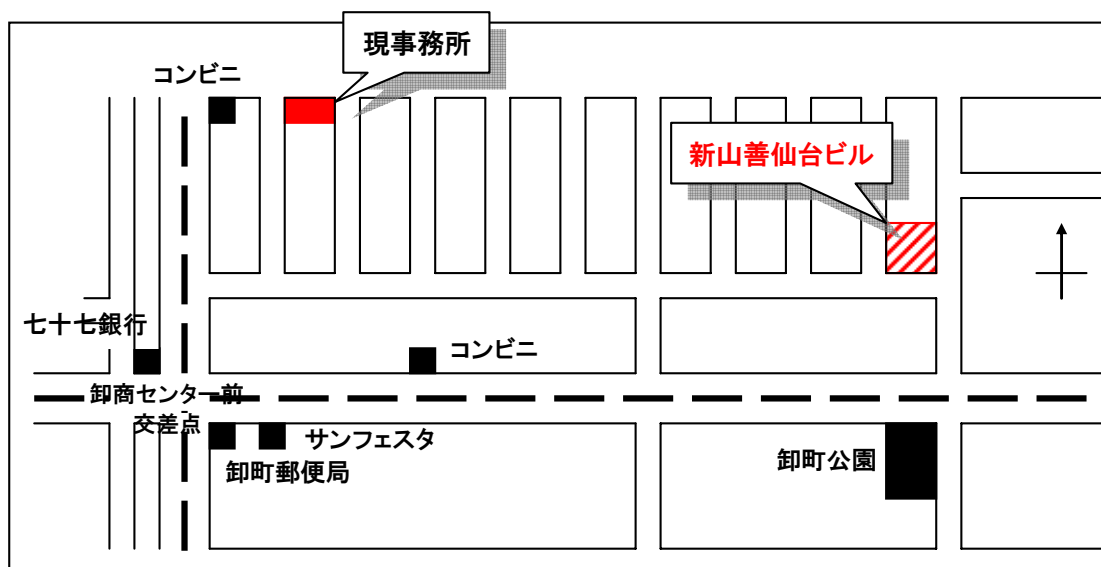 現事務所
コンビニ
新山善仙台ビル
七十七銀行
コンビニ
卸商センター前
交差点
サンフェスタ
卸町郵便局
卸町公園